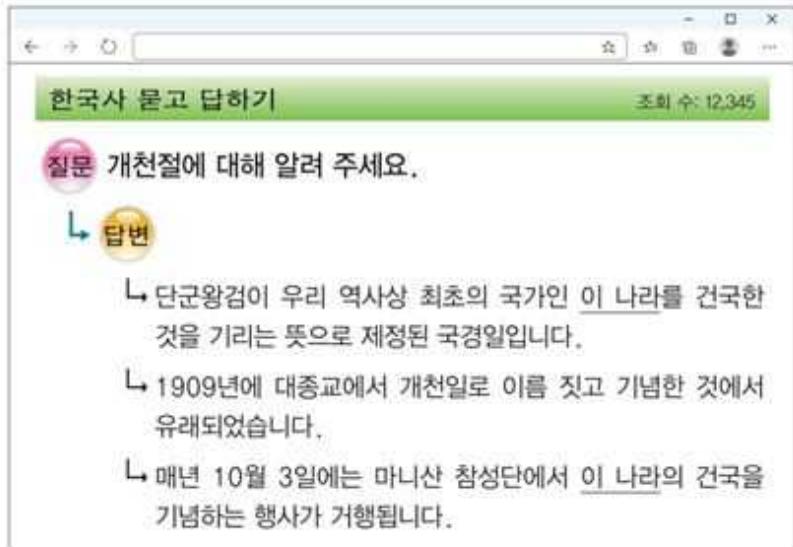 한국사 묻고 답하기
조회 수: 12,345
질문 개천절에 대해 알려 주세요.
답변
단군왕검이 우리 역사상 최초의 국가인 이 나라를 건국한
것을 기리는 뜻으로 제정된 국경일입니다.
1909년에 대종교에서 개천일로 이름 짓고 기념한 것에서
유래되었습니다.
매년 10월 3일에는 마니산 참성단에서 이 나라의 건국을
기념하는 행사가 거행됩니다.